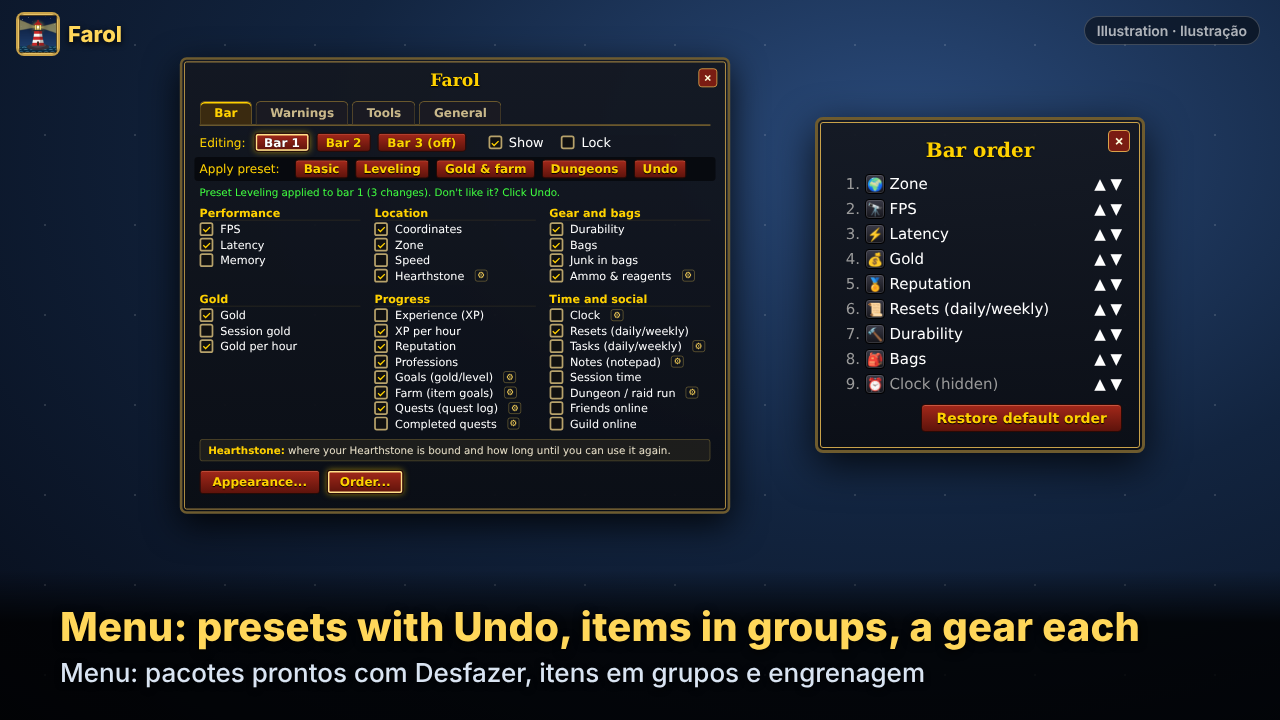 Farol
Illustration · Ilustração
Farol
×
Bar Warnings Tools General
Editing: Bar 1 Bar 2 Bar 3 (off) Show Lock
Apply preset: Basic Leveling Gold & farm Dungeons Undo
Preset Leveling applied to bar 1 (3 changes). Don't like it? Click Undo.
Performance
FPS
Latency
Memory
Location
Coordinates
Zone
Speed
Hearthstone
Gear and bags
Durability
Bags
Junk in bags
Ammo & reagents
Gold
Gold
Session gold
Gold per hour
Progress
Experience (XP)
XP per hour
Reputation
Professions
Goals (gold/level)
Farm (item goals)
Quests (quest log)
Completed quests
Time and social
Clock
Resets (daily/weekly)
Tasks (daily/weekly)
Notes (notepad)
Session time
Dungeon / raid run
Friends online
Guild online
Hearthstone: where your Hearthstone is bound and how long until you can use it again.
Appearance... Order...
Bar order
×
1. Zone ▲▼
2. FPS ▲▼
3. Latency ▲▼
4. Gold ▲▼
5. Reputation ▲▼
6. Resets (daily/weekly) ▲▼
7. Durability ▲▼
8. Bags ▲▼
9. Clock (hidden) ▲▼
Restore default order
Menu: presets with Undo, items in groups, a gear each
Menu: pacotes prontos com Desfazer, itens em grupos e engrenagem